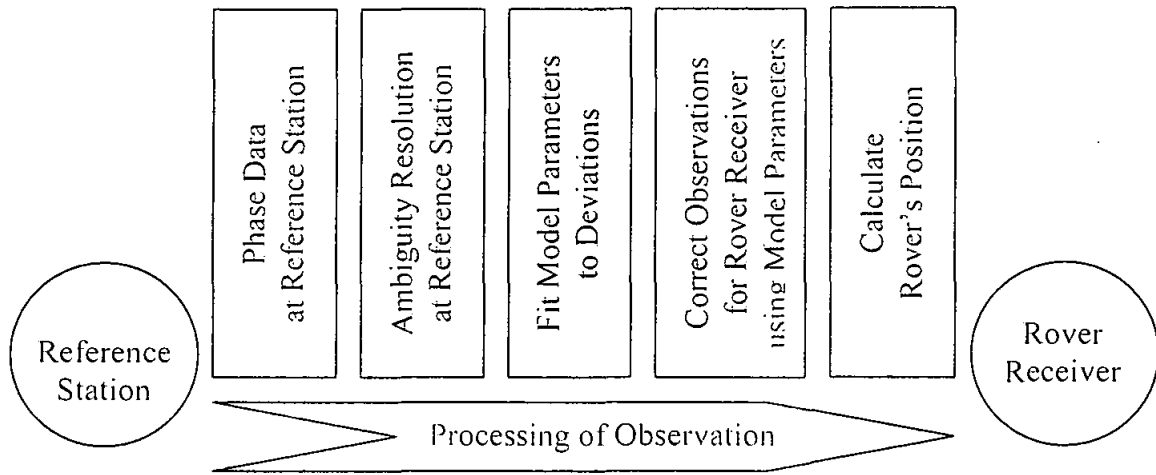 Reference
Station
Phase Data
at Reference Station
Ambiguity Resolution
at Reference Station
Fit Model Parameters
to Deviations
Correct Observations
for Rover Receiver
using Model Parameters
Calculate
Rover's Position
Rover
Receiver
Processing of Observation